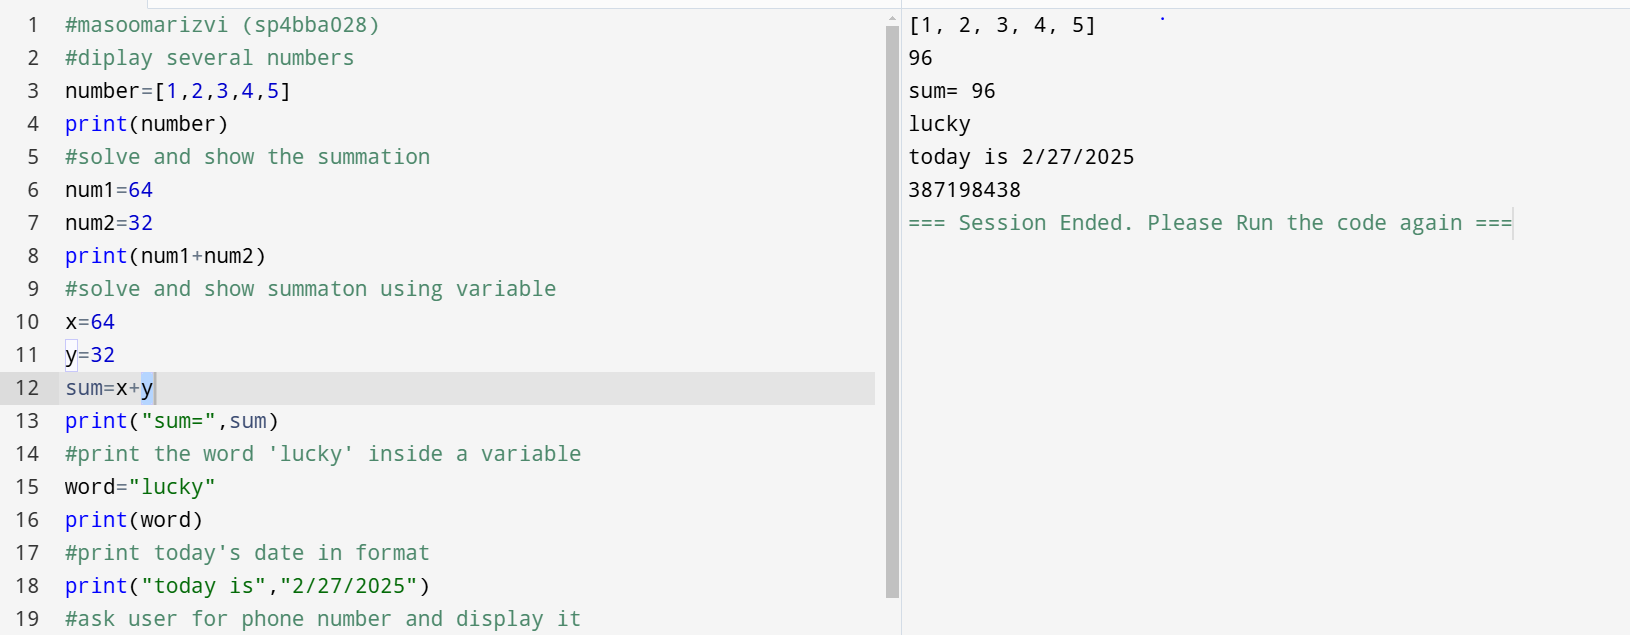 1 #masoomarizvi (sp4bba028)
2 #diplay several numbers
3 number=[1,2,3,4,5]
4 print(number)
5 #solve and show the summation
6 num1=64
7 num2=32
8 print(num1+num2)
9 #solve and show summaton using variable
10 x=64
11 y=32
12 sum=x+y
13 print("sum=",sum)
14 #print the word 'lucky' inside a variable
15 word="lucky"
16 print(word)
17 #print today's date in format
18 print("today is","2/27/2025")
19 #ask user for phone number and display it
[1, 2, 3, 4, 5]
96
sum= 96
lucky
today is 2/27/2025
387198438
=== Session Ended. Please Run the code again ===